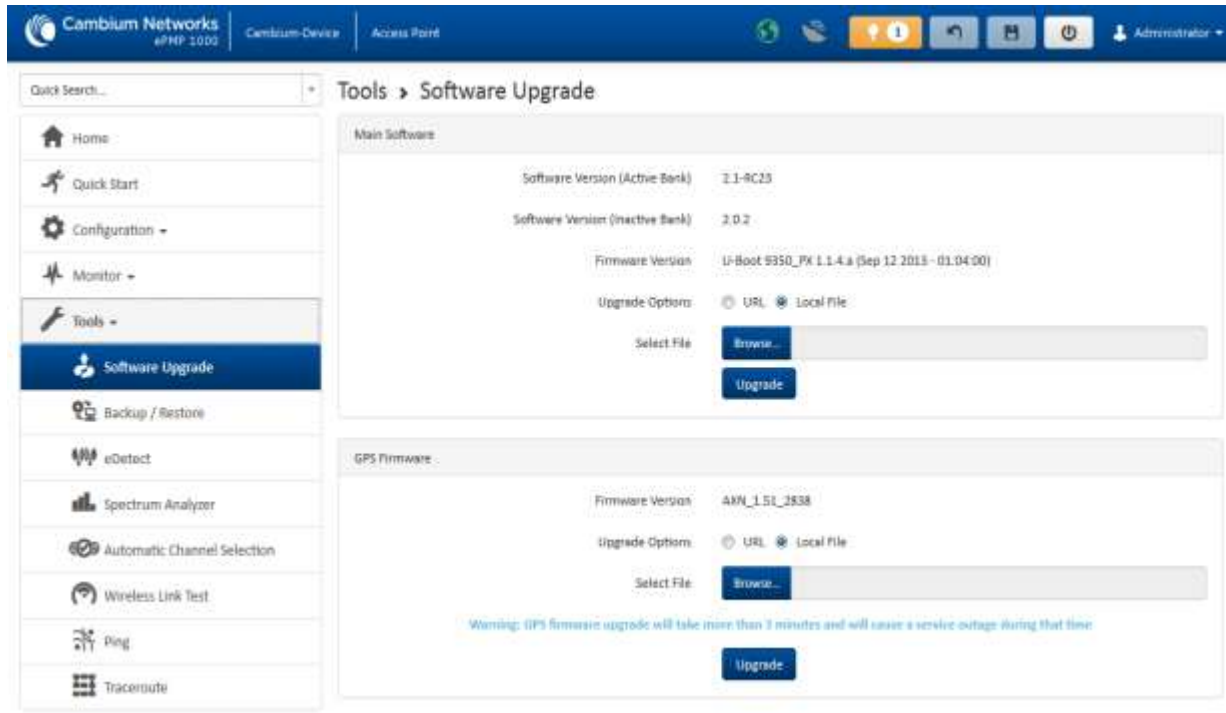 Cambium Networks
ePMP 1000
Cambium-Device
Access Point
1
Administrator
Quick Search...
Tools > Software Upgrade
Home
Quick Start
Configuration
Monitor
Tools
Software Upgrade
Backup / Restore
eDetect
Spectrum Analyzer
Automatic Channel Selection
Wireless Link Test
Ping
Traceroute
Main Software
Software Version (Active Bank) 2.1-RC23
Software Version (Inactive Bank) 2.0.2
Firmware Version U-Boot 9350_PX 1.1.4.a (Sep 12 2013 - 01:04:00)
Upgrade Options URL Local File
Select File Browse...
Upgrade
GPS Firmware
Firmware Version AXN_1.51_2838
Upgrade Options URL Local File
Select File Browse...
Warning: GPS firmware upgrade will take more than 3 minutes and will cause a service outage during that time
Upgrade